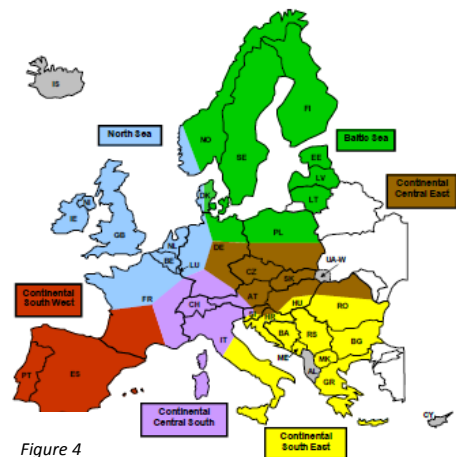 IS
North Sea
NO
SE
FI
Baltic Sea
EE
LV
LT
Continental
Central East
DK
NI
IE
GB
NL
BE
LU
DE
PL
UA-W
CZ
SK
AT
HU
RO
FR
CH
Continental
South West
IT
HR
BA
RS
BG
ME
MK
AL
GR
PT
ES
CY
Continental
Central South
Continental
South East
Figure 4